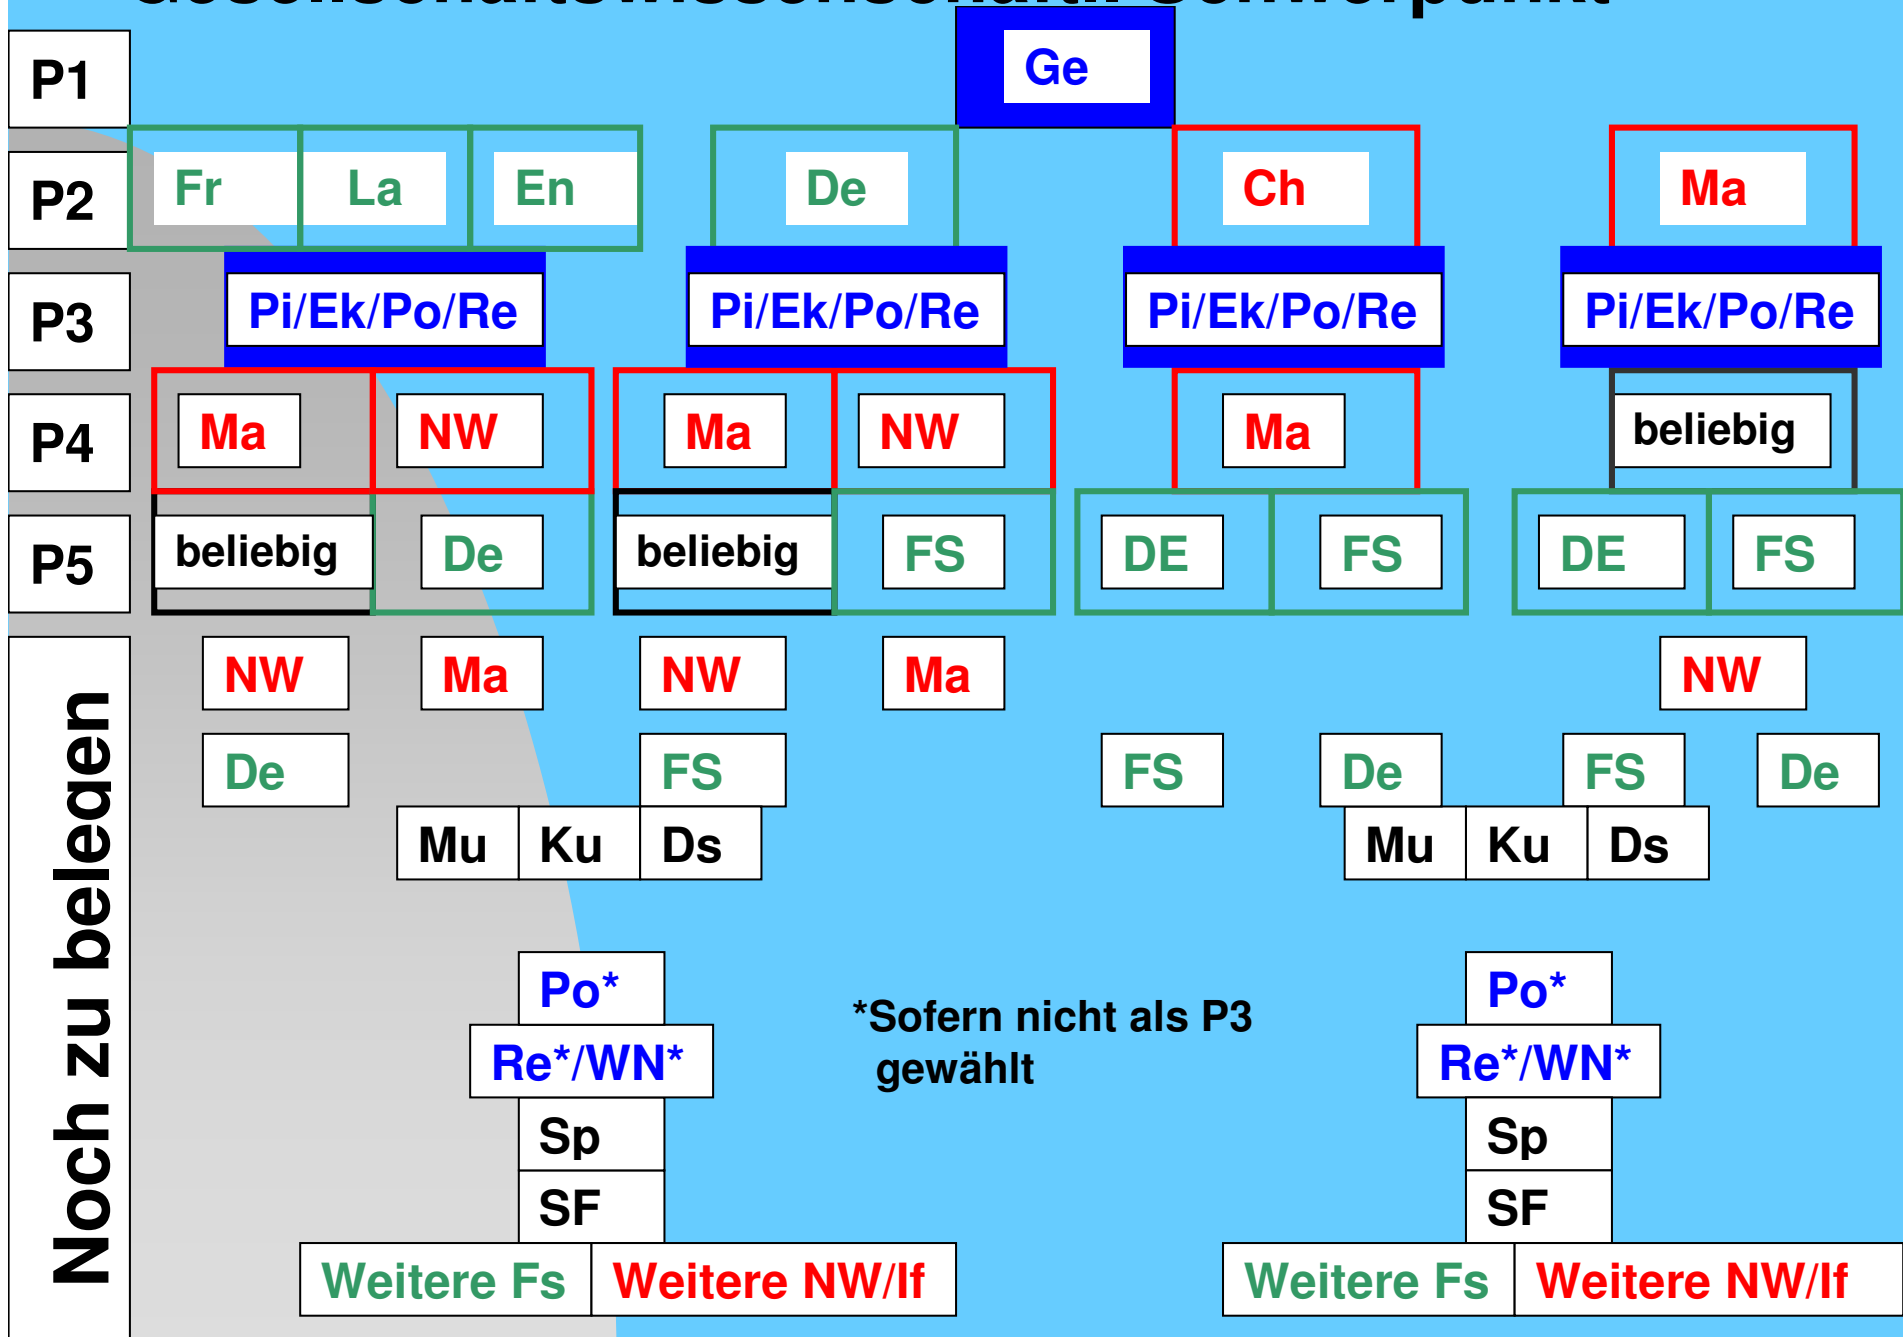 P1 Ge
P2 Fr La En De Ch Ma
P3 Pi/Ek/Po/Re Pi/Ek/Po/Re Pi/Ek/Po/Re Pi/Ek/Po/Re
P4 Ma NW Ma NW Ma beliebig
P5 beliebig De beliebig FS DE FS DE FS
Noch zu belegen
NW Ma NW Ma NW
De FS FS De FS De
Mu Ku Ds Mu Ku Ds
Po* Po*
*Sofern nicht als P3
gewählt
Re*/WN* Re*/WN*
Sp Sp
SF SF
Weitere Fs Weitere NW/If Weitere Fs Weitere NW/If